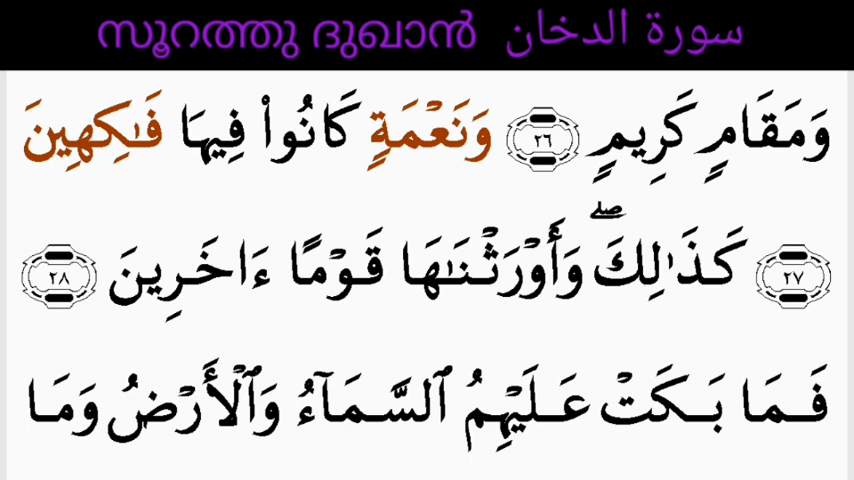 സൂറത്തു ദുഖാൻ سورة الدخان
وَمَقَامٍ كَرِيمٍ ٢٦ وَنَعْمَةٍ كَانُوا۟ فِيهَا فَـٰكِهِينَ
٢٧ كَذَٰلِكَ ۖ وَأَوْرَثْنَـٰهَا قَوْمًا ءَاخَرِينَ ٢٨
فَمَا بَكَتْ عَلَيْهِمُ ٱلسَّمَآءُ وَٱلْأَرْضُ وَمَا